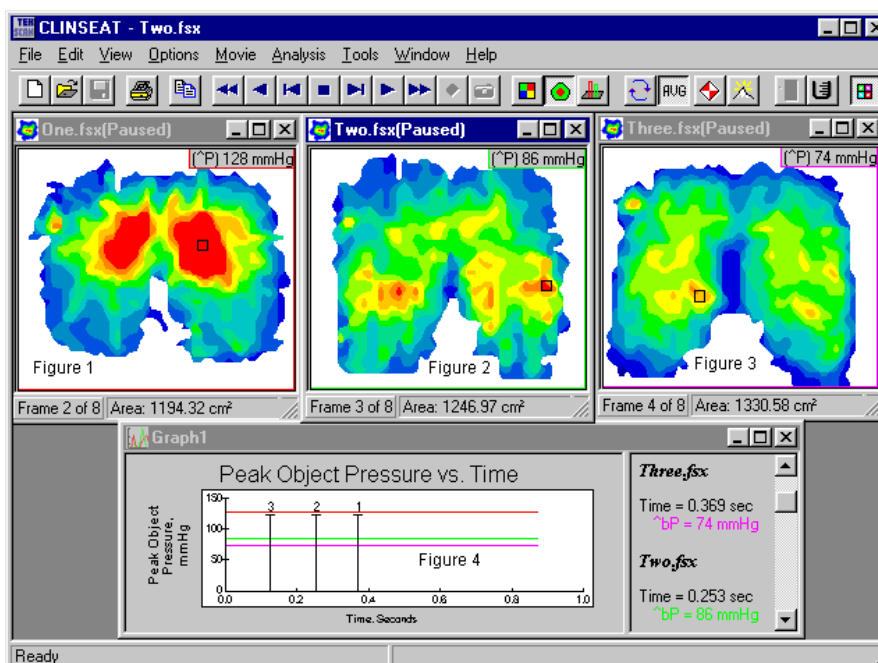 TEK SCAN CLINSEAT - Two.fsx
File Edit View Options Movie Analysis Tools Window Help
AVG
One.fsx(Paused)
(^P) 128 mmHg
Figure 1
Frame 2 of 8 Area: 1194.32 cm²
Two.fsx(Paused)
(^P) 86 mmHg
Figure 2
Frame 3 of 8 Area: 1246.97 cm²
Three.fsx(Paused)
(^P) 74 mmHg
Figure 3
Frame 4 of 8 Area: 1330.58 cm²
Graph1
Peak Object Pressure vs. Time
Peak Object
Pressure,
mmHg
150
100
50
0
3 2 1
Figure 4
0.0 0.2 0.4 0.6 0.8 1.0
Time. Seconds
Three.fsx
Time = 0.369 sec
^bP = 74 mmHg
Two.fsx
Time = 0.253 sec
^bP = 86 mmHg
Ready